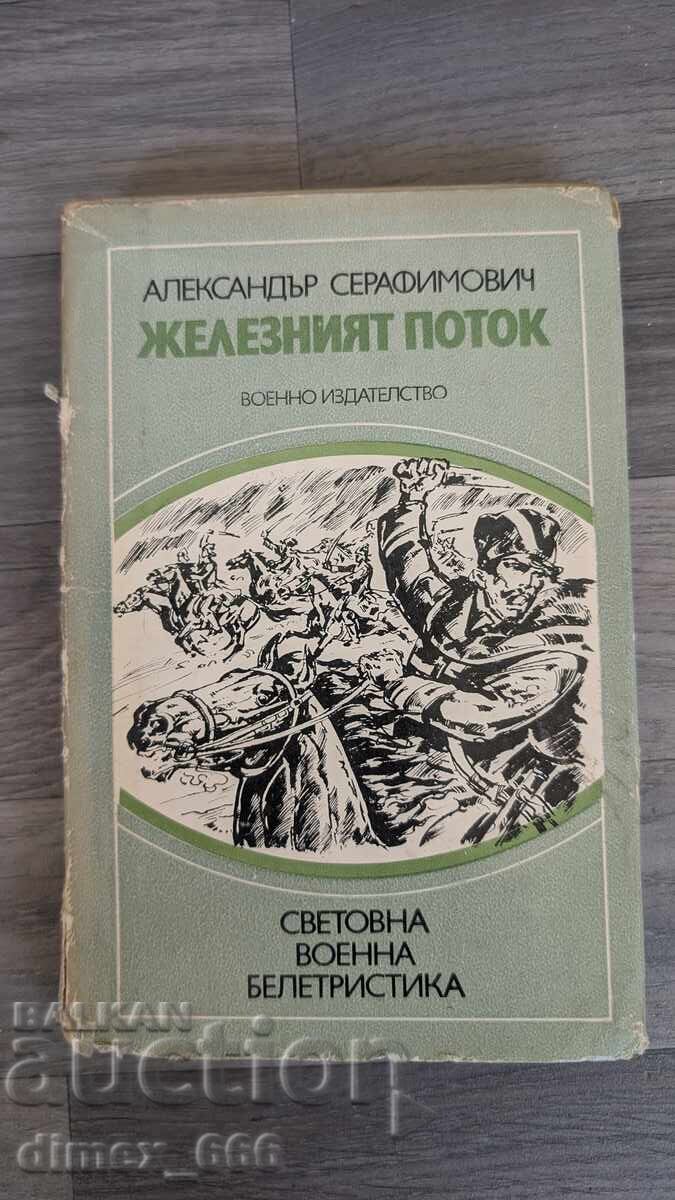 АЛЕКСАНДЪР СЕРАФИМОВИЧ
ЖЕЛЕЗНИЯТ ПОТОК
ВОЕННО ИЗДАТЕЛСТВО
СВЕТОВНА
ВОЕННА
БЕЛЕТРИСТИКА
BALKAN
auction
dimex_666